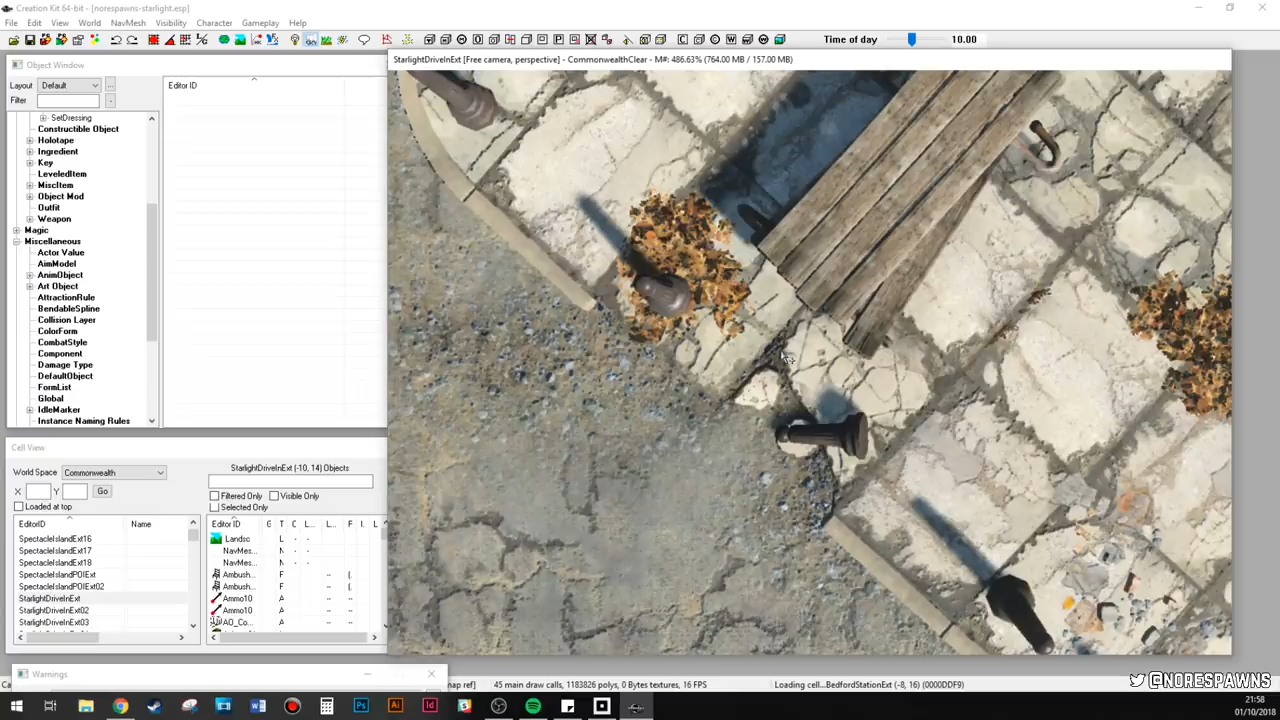 Creation Kit 64-bit - [norespawns-starlight.esp]
File Edit View World NavMesh Visibility Character Gameplay Help
Time of day 10.00
Object Window
StarlightDriveInExt [Free camera, perspective] - CommonwealthClear - M#: 486.63% (764.00 MB / 157.00 MB)
Layout Default
Filter
Editor ID
SetDressing
Constructible Object
Holotape
Ingredient
Key
LeveledItem
MiscItem
Object Mod
Outfit
Weapon
Magic
Miscellaneous
Actor Value
AimModel
AnimObject
Art Object
AttractionRule
BendableSpline
Collision Layer
ColorForm
CombatStyle
Component
Damage Type
DefaultObject
FormList
Global
IdleMarker
Instance Naming Rules
Cell View
World Space Commonwealth
StarlightDriveInExt (-10, 14) Objects
X Y Go
Filtered Only Visible Only
Loaded at top
Selected Only
EditorID Name
Editor ID G T C L... L... F I. L
SpectacleIslandExt16
SpectacleIslandExt17
SpectacleIslandExt18
SpectacleIslandPOIExt
SpectacleIslandPOIExt02
StarlightDriveInExt
StarlightDriveInExt02
StarlightDriveInExt03
Landsc L - -
NavMes... N - -
NavMes... N - -
Ambush... F -- (.
Ambush... F -- (.
Ammo10 A -- --
Ammo10 A -- --
AO_Co... A -- --
Warnings
nap ref]
45 main draw calls, 1183826 polys, 0 Bytes textures, 16 FPS
Loading cell...BedfordStationExt (-8, 16) (0000DDF9)
@NORESPAWNS
21:58
01/10/2018